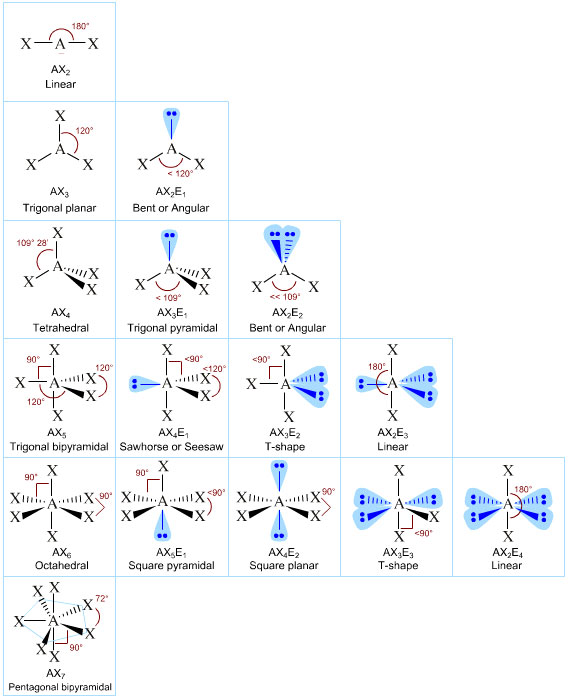 180°
X A X
AX2
Linear
X
120°
A
X X
AX3
Trigonal planar
A
X X
< 120°
AX2E1
Bent or Angular
X
109° 28'
A X
X X
AX4
Tetrahedral
A X
X X
< 109°
AX3E1
Trigonal pyramidal
A
X X
<< 109°
AX2E2
Bent or Angular
X
90° X 120°
X A X
120°
X
AX5
Trigonal bipyramidal
X <90°
X <120°
A X
X
AX4E1
Sawhorse or Seesaw
<90° X
X A
X
AX3E2
T-shape
X
180°
A
X
AX2E3
Linear
X
90°
X X 90°
A
X X
X
AX6
Octahedral
90° X
X X <90°
A
X X
AX5E1
Square pyramidal
X X 90°
A
X X
AX4E2
Square planar
X
A
X
X <90°
AX3E3
T-shape
X
180°
A
X
AX2E4
Linear
X X
X 72°
X A X
X 90°
X
AX7
Pentagonal bipyramidal